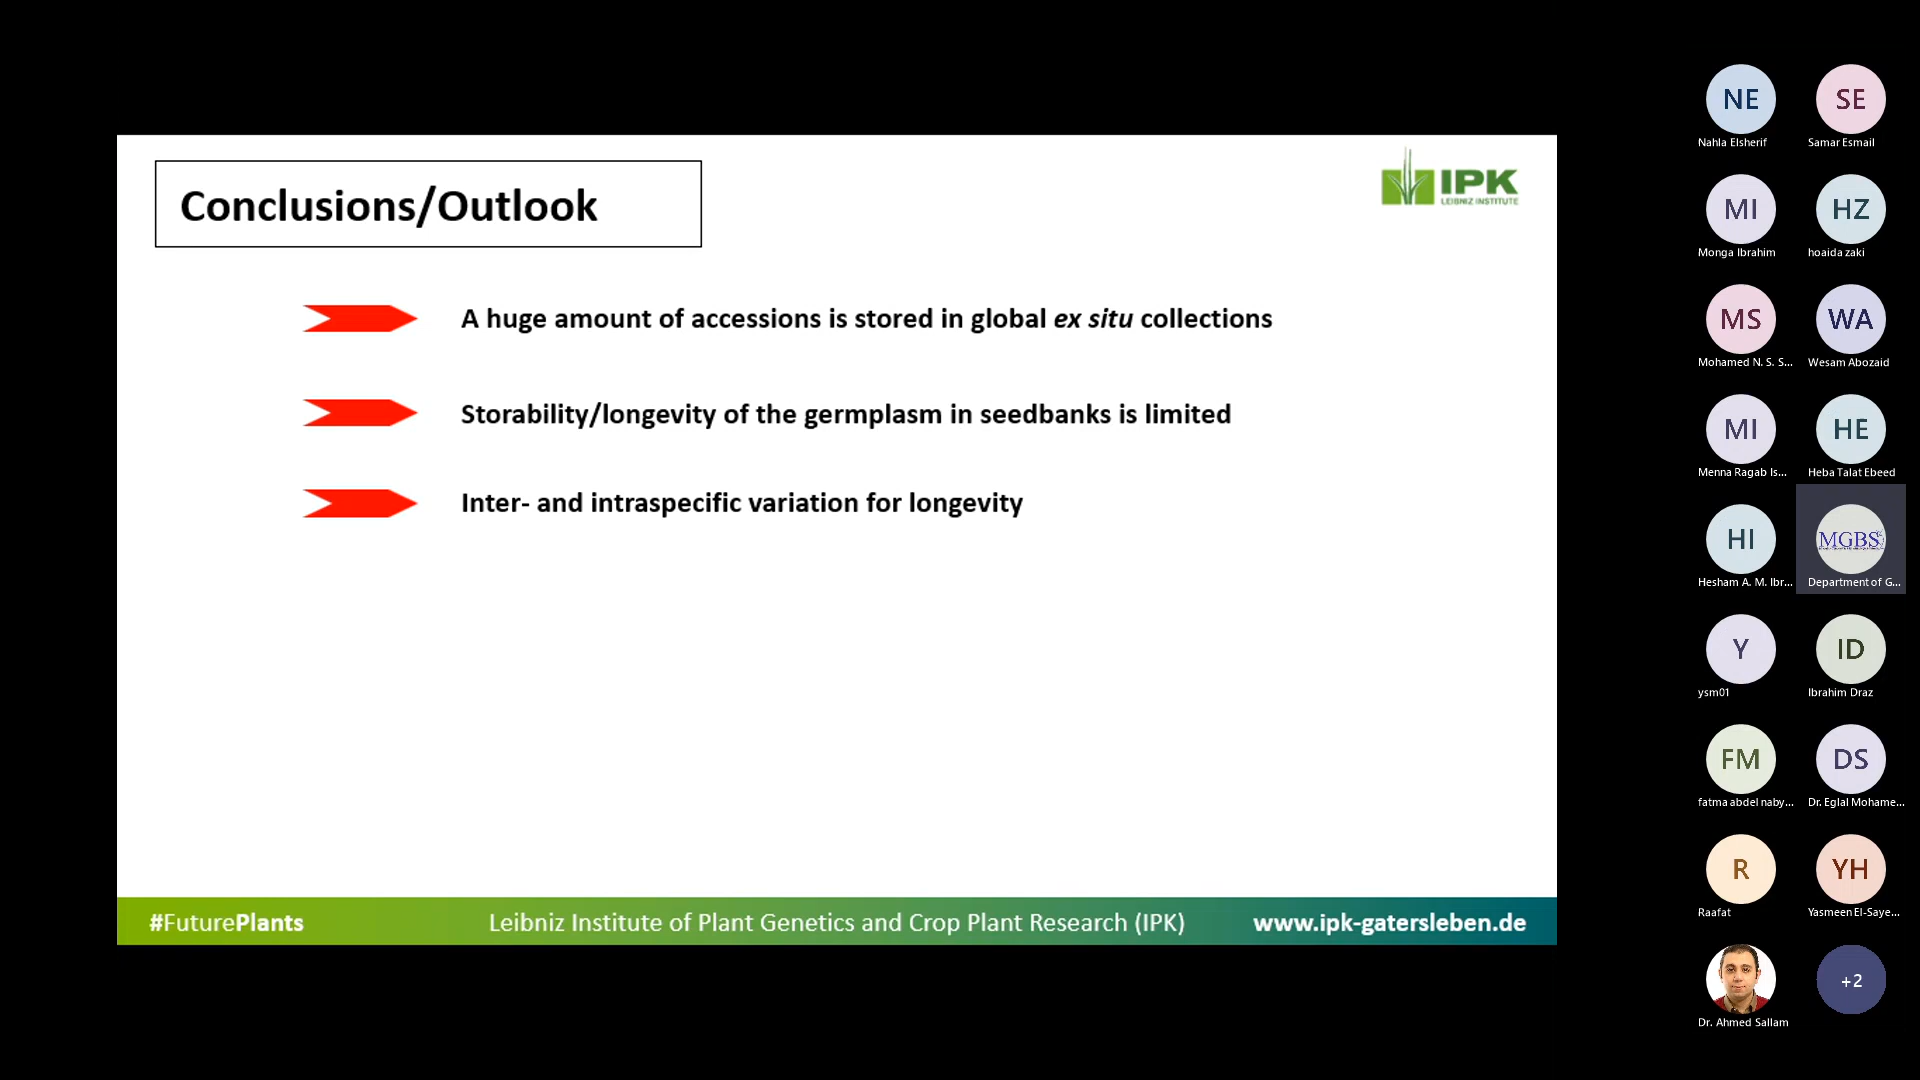 Conclusions/Outlook
IPK
LEIBNIZ INSTITUTE
A huge amount of accessions is stored in global ex situ collections
Storability/longevity of the germplasm in seedbanks is limited
Inter- and intraspecific variation for longevity
#FuturePlants
Leibniz Institute of Plant Genetics and Crop Plant Research (IPK)
www.ipk-gatersleben.de
NE
Nahla Elsherif
SE
Samar Esmail
MI
Monga Ibrahim
HZ
hoaida zaki
MS
Mohamed N. S. S...
WA
Wesam Abozaid
MI
Menna Ragab Is...
HE
Heba Talat Ebeed
HI
Hesham A. M. Ibr...
MGBS
Department of G...
Y
ysm01
ID
Ibrahim Draz
FM
fatma abdel naby...
DS
Dr. Eglal Mohame...
R
Raafat
YH
Yasmeen El-Saye...
Dr. Ahmed Sallam
+2